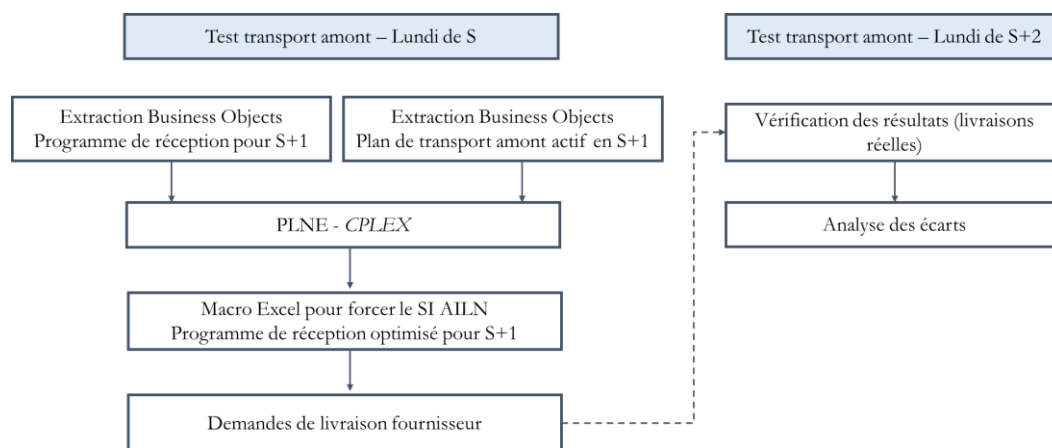 Test transport amont – Lundi de S
Test transport amont – Lundi de S+2
Extraction Business Objects
Programme de réception pour S+1
Extraction Business Objects
Plan de transport amont actif en S+1
PLNE - CPLEX
Macro Excel pour forcer le SI AILN
Programme de réception optimisé pour S+1
Demandes de livraison fournisseur
Vérification des résultats (livraisons
réelles)
Analyse des écarts